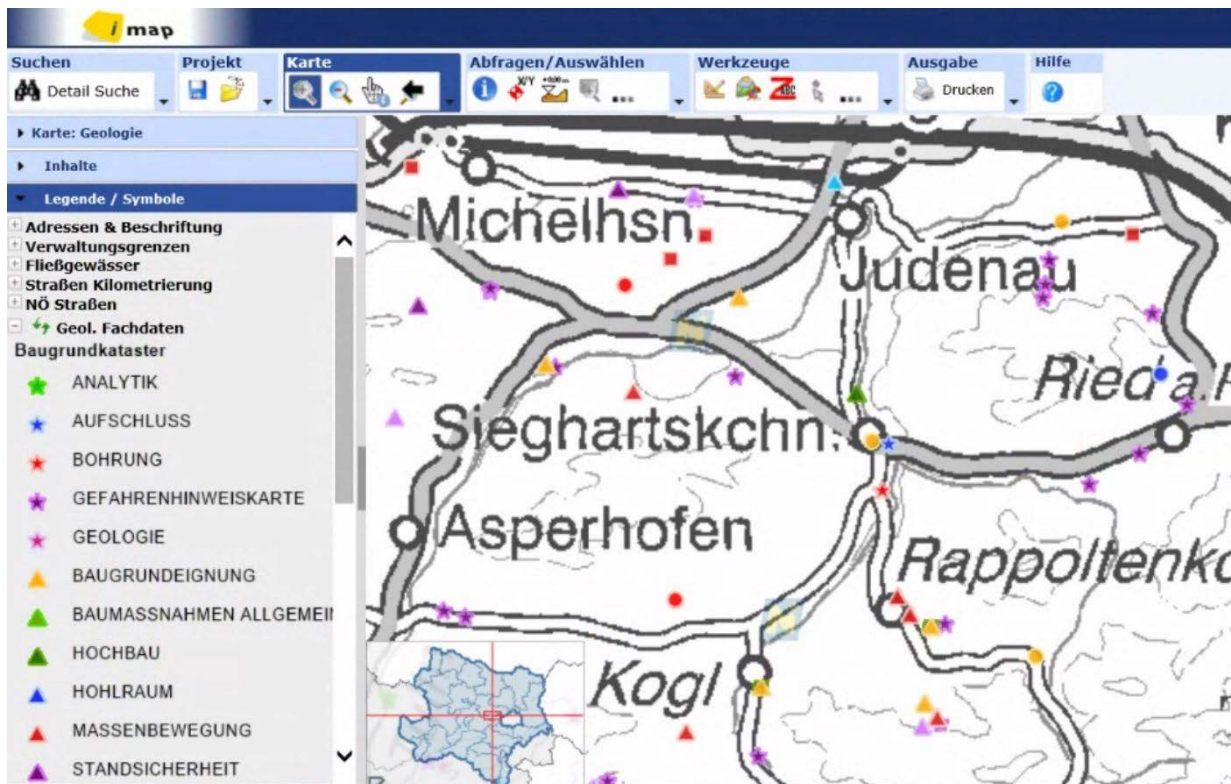 i map
Suchen
Projekt
Karte
Abfragen/Auswählen
Werkzeuge
Ausgabe
Hilfe
Detail Suche
X/Y
ABC
Drucken
Karte: Geologie
Inhalte
Legende / Symbole
Adressen & Beschriftung
Verwaltungsgrenzen
Fließgewässer
Straßen Kilometrierung
NÖ Straßen
Geol. Fachdaten
Baugrundkataster
ANALYTIK
AUFSCHLUSS
BOHRUNG
GEFAHRENHINWEISKARTE
GEOLOGIE
BAUGRUNDEIGNUNG
BAUMASSNAHMEN ALLGEMEIN
HOCHBAU
HOHLRAUM
MASSENBEWEGUNG
STANDSICHERHEIT
Michelhsn
Judenau
Ried a.
Sieghartskchn.
Asperhofen
Rappoltenk
Kogl